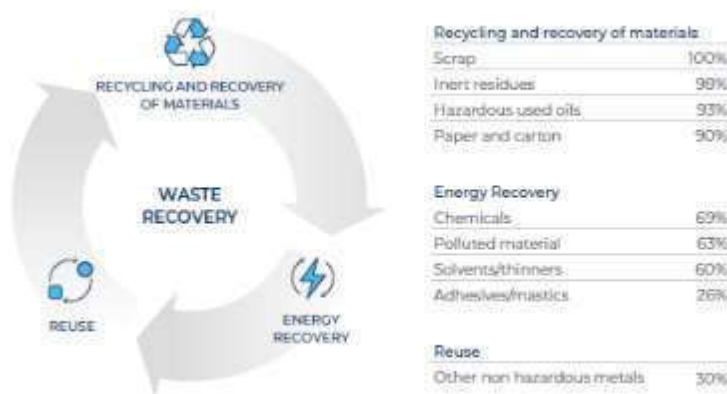 RECYCLING AND RECOVERY
OF MATERIALS
WASTE
RECOVERY
REUSE
ENERGY
RECOVERY
Recycling and recovery of materials
Scrap 100%
Inert residues 98%
Hazardous used oils 93%
Paper and carton 90%
Energy Recovery
Chemicals 69%
Polluted material 63%
Solvents/thinners 60%
Adhesives/mastics 26%
Reuse
Other non hazardous metals 30%